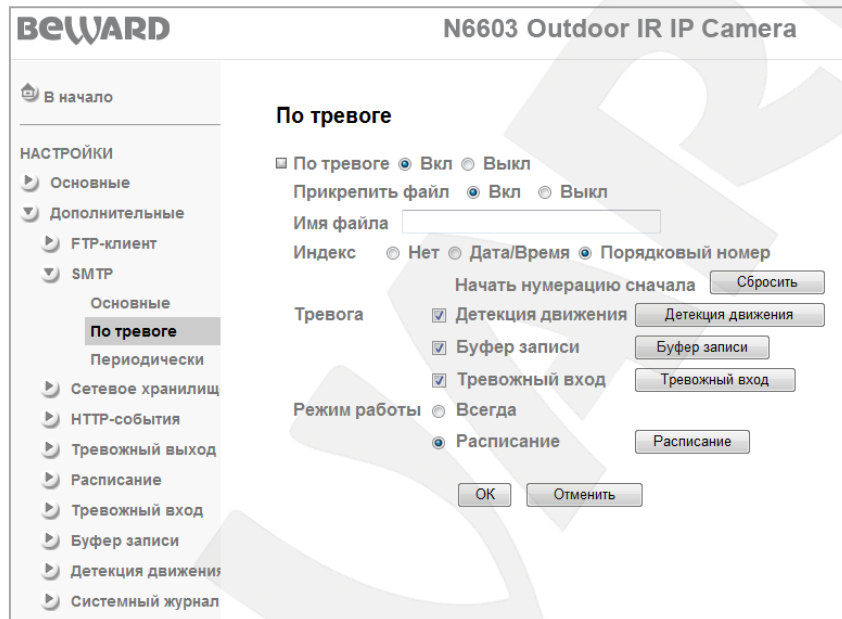 BEWARD
N6603 Outdoor IR IP Camera
В начало
НАСТРОЙКИ
Основные
Дополнительные
FTP-клиент
SMTP
Основные
По тревоге
Периодически
Сетевое хранилищ
HTTP-события
Тревожный выход
Расписание
Тревожный вход
Буфер записи
Детекция движения
Системный журнал
По тревоге
По тревоге Вкл Выкл
Прикрепить файл Вкл Выкл
Имя файла
Индекс Нет Дата/Время Порядковый номер
Начать нумерацию сначала Сбросить
Тревога Детекция движения Детекция движения
Буфер записи Буфер записи
Тревожный вход Тревожный вход
Режим работы Всегда
Расписание Расписание
ОК Отменить